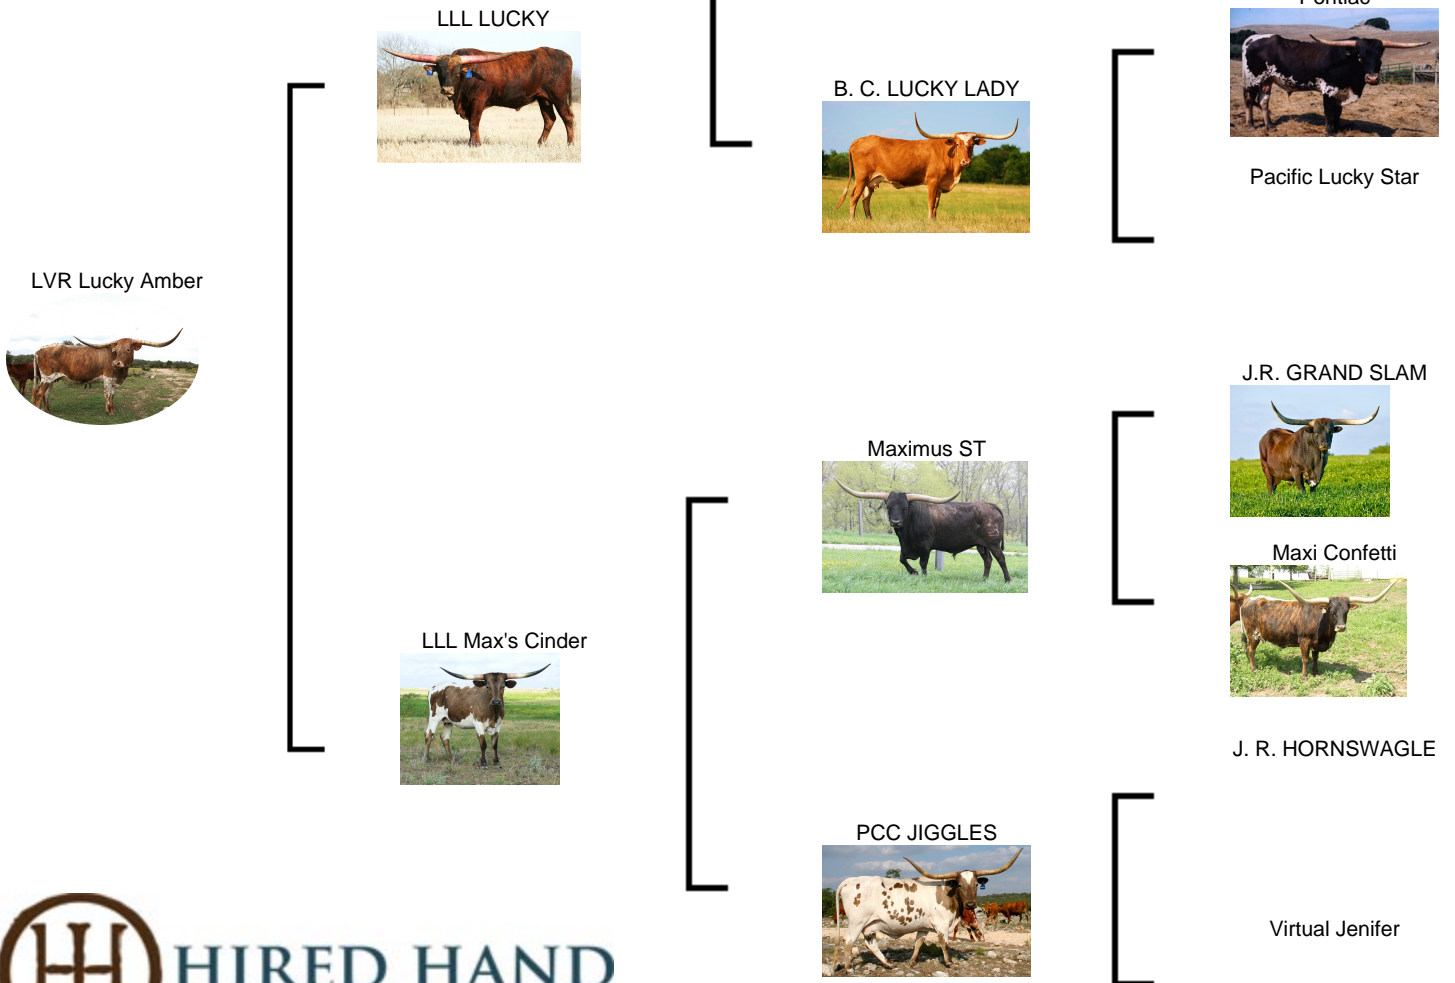 Pontiac
LLL LUCKY
B. C. LUCKY LADY
Pacific Lucky Star
LVR Lucky Amber
J.R. GRAND SLAM
Maximus ST
Maxi Confetti
LLL Max's Cinder
J. R. HORNSWAGLE
PCC JIGGLES
Virtual Jenifer
HIRED HAND